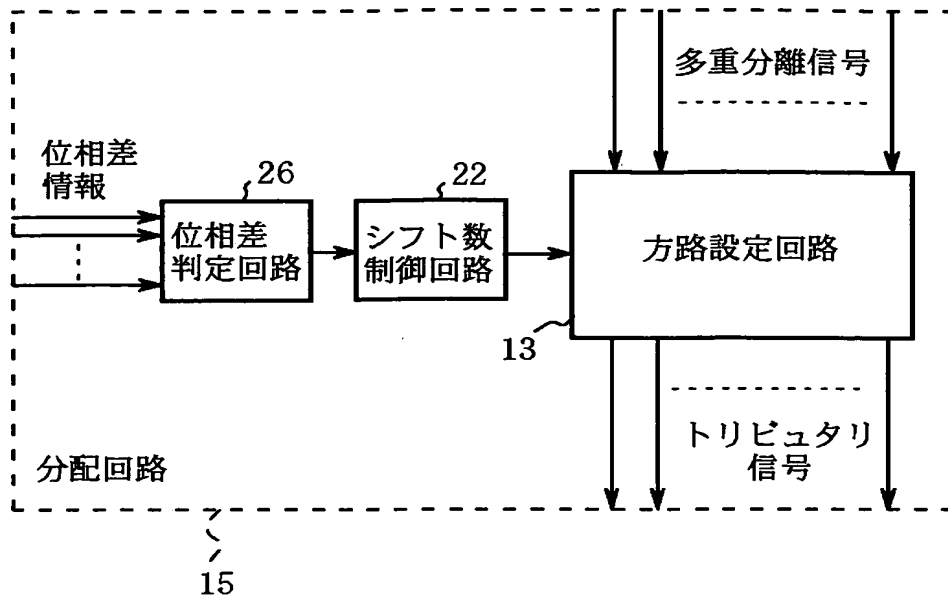 多重分離信号
位相差
情報
26
22
位相差
判定回路
シフト数
制御回路
方路設定回路
13
トリビュタリ
信号
分配回路
15